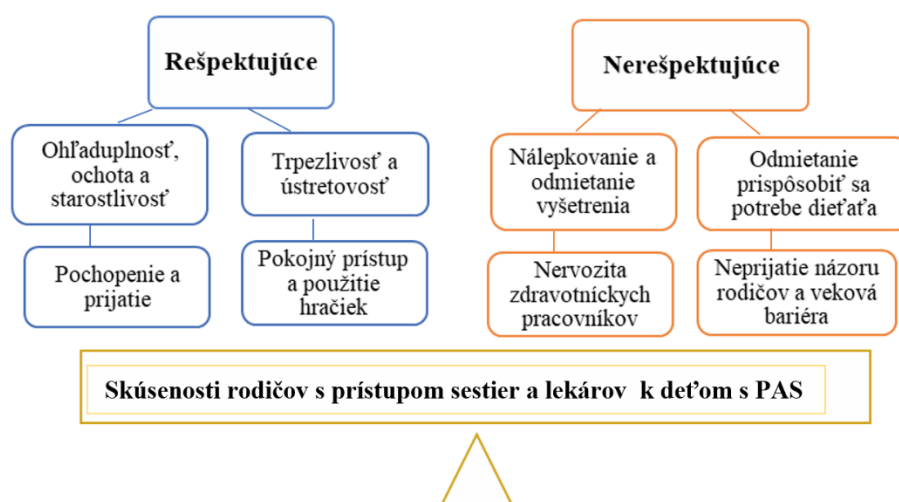 Rešpektujúce
Nerešpektujúce
Ohľaduplnosť,
ochota a
starostlivosť
Trpezlivosť a
ústretovosť
Nálepkovanie a
odmietanie
vyšetrenia
Odmietanie
prispôsobiť sa
potrebe dieťaťa
Pochopenie a
prijatie
Pokojný prístup
a použitie
hračiek
Nervozita
zdravotníckych
pracovníkov
Neprijatie názoru
rodičov a veková
bariéra
Skúsenosti rodičov s prístupom sestier a lekárov k deťom s PAS